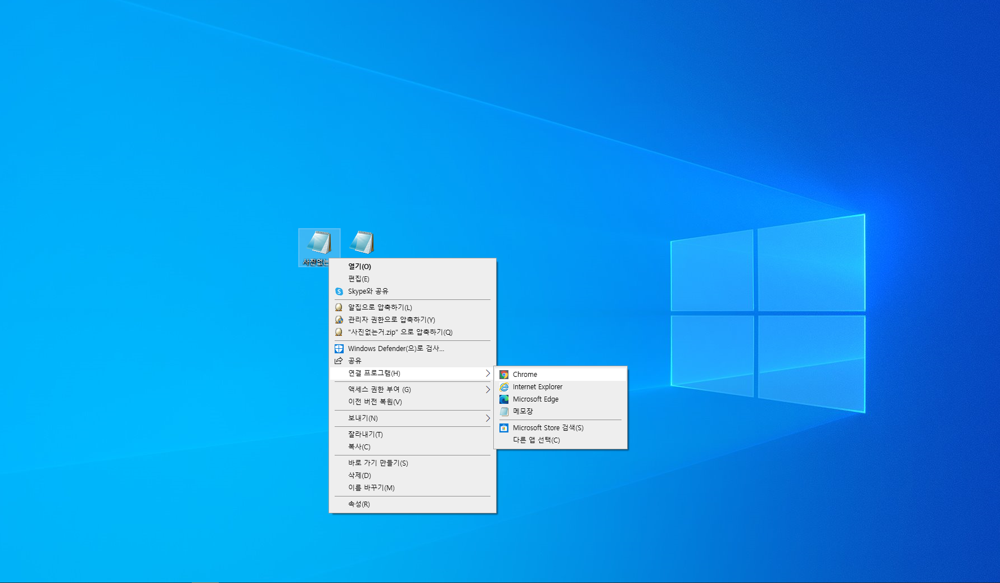 사진없는
열기(O)
편집(E)
Skype와 공유
알집으로 압축하기(L)
관리자 권한으로 압축하기(Y)
"사진없는거.zip" 으로 압축하기(Q)
Windows Defender(으)로 검사...
공유
연결 프로그램(H)
액세스 권한 부여 (G)
이전 버전 복원(V)
보내기(N)
잘라내기(T)
복사(C)
바로 가기 만들기(S)
삭제(D)
이름 바꾸기(M)
속성(R)
Chrome
Internet Explorer
Microsoft Edge
메모장
Microsoft Store 검색(S)
다른 앱 선택(C)